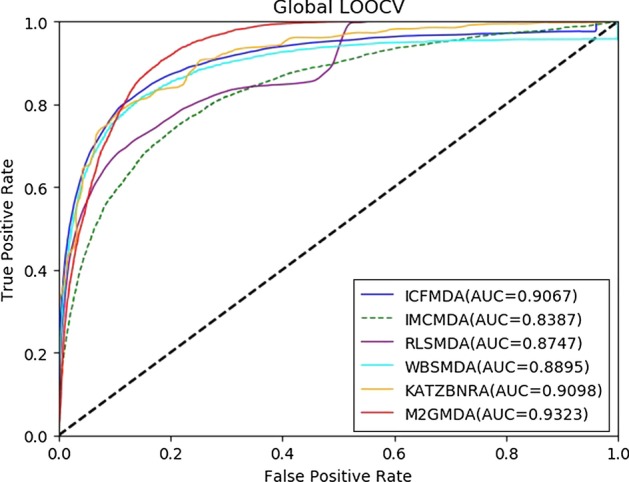 Global LOOCV
1.0
0.8
0.6
0.4
0.2
0.0
True Positive Rate
ICFMDA(AUC=0.9067)
IMCMDA(AUC=0.8387)
RLSMDA(AUC=0.8747)
WBSMDA(AUC=0.8895)
KATZBNRA(AUC=0.9098)
M2GMDA(AUC=0.9323)
0.0 0.2 0.4 0.6 0.8 1.0
False Positive Rate